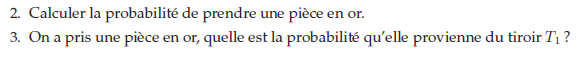 2. Calculer la probabilité de prendre une pièce en or.
3. On a pris une pièce en or, quelle est la probabilité qu'elle provienne du tiroir T₁ ?